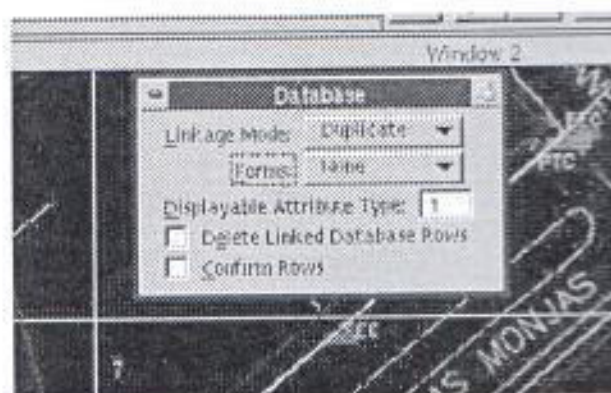 Window 2
Database
Linkage Mode: Duplicate
Forms: None
Displayable Attribute Type: 1
Delete Linked Database Rows
Confirm Rows
MONJAS